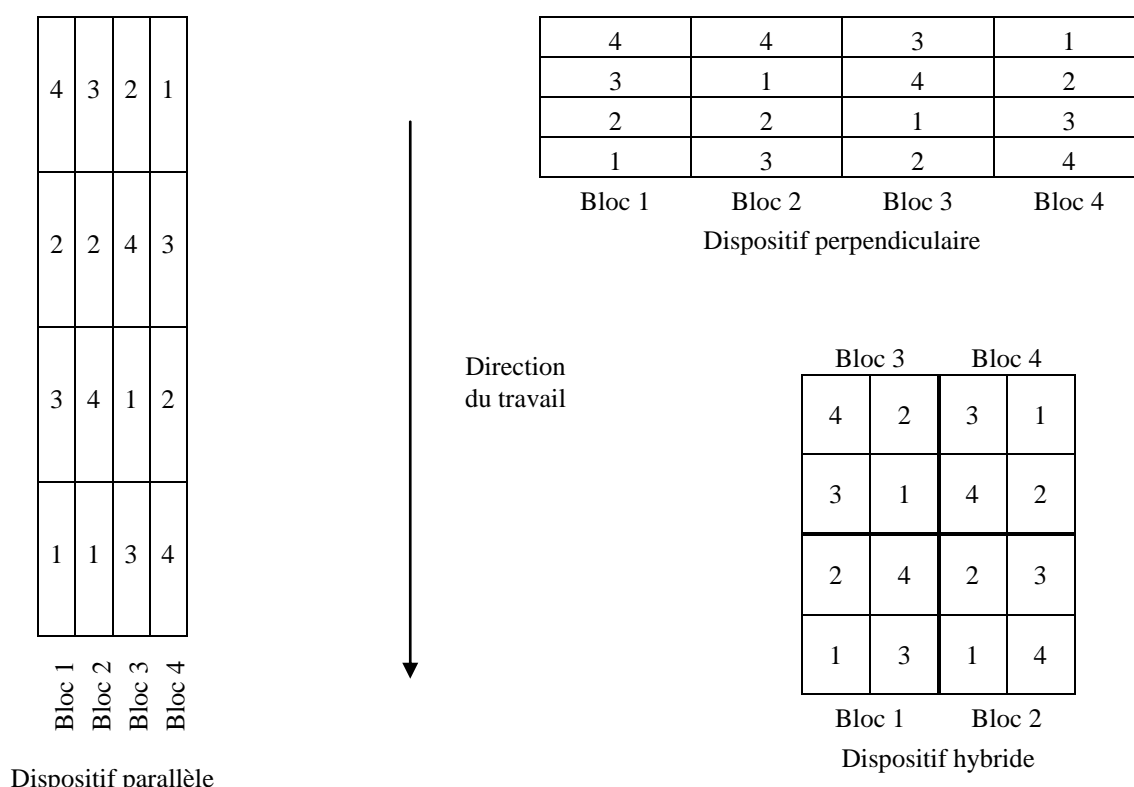 4 3 2 1
2 2 4 3
3 4 1 2
1 1 3 4
Bloc 1
Bloc 2
Bloc 3
Bloc 4
Dispositif parallèle
Direction
du travail
4 4 3 1
3 1 4 2
2 2 1 3
1 3 2 4
Bloc 1 Bloc 2 Bloc 3 Bloc 4
Dispositif perpendiculaire
Bloc 3 Bloc 4
4 2 3 1
3 1 4 2
2 4 2 3
1 3 1 4
Bloc 1 Bloc 2
Dispositif hybride